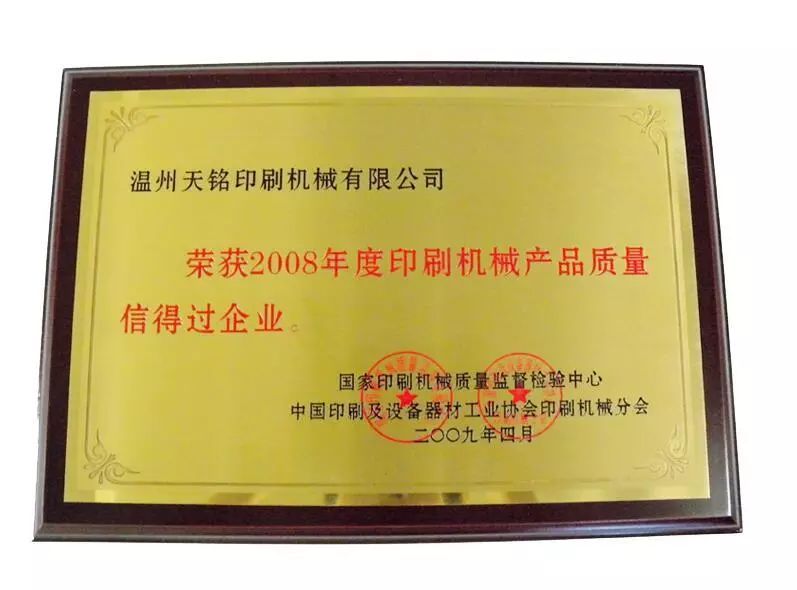 温州天铭印刷机械有限公司
荣获2008年度印刷机械产品质量
信得过企业。
国家印刷机械质量监督检验中心
中国印刷及设备器材工业协会印刷机械分会
二〇〇九年四月